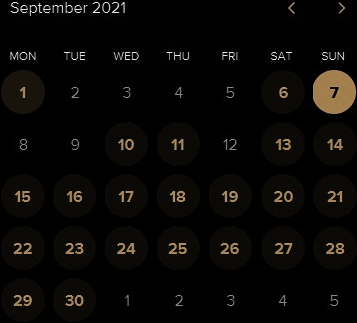 September 2021
MON TUE WED THU FRI SAT SUN
1 2 3 4 5 6 7
8 9 10 11 12 13 14
15 16 17 18 19 20 21
22 23 24 25 26 27 28
29 30 1 2 3 4 5